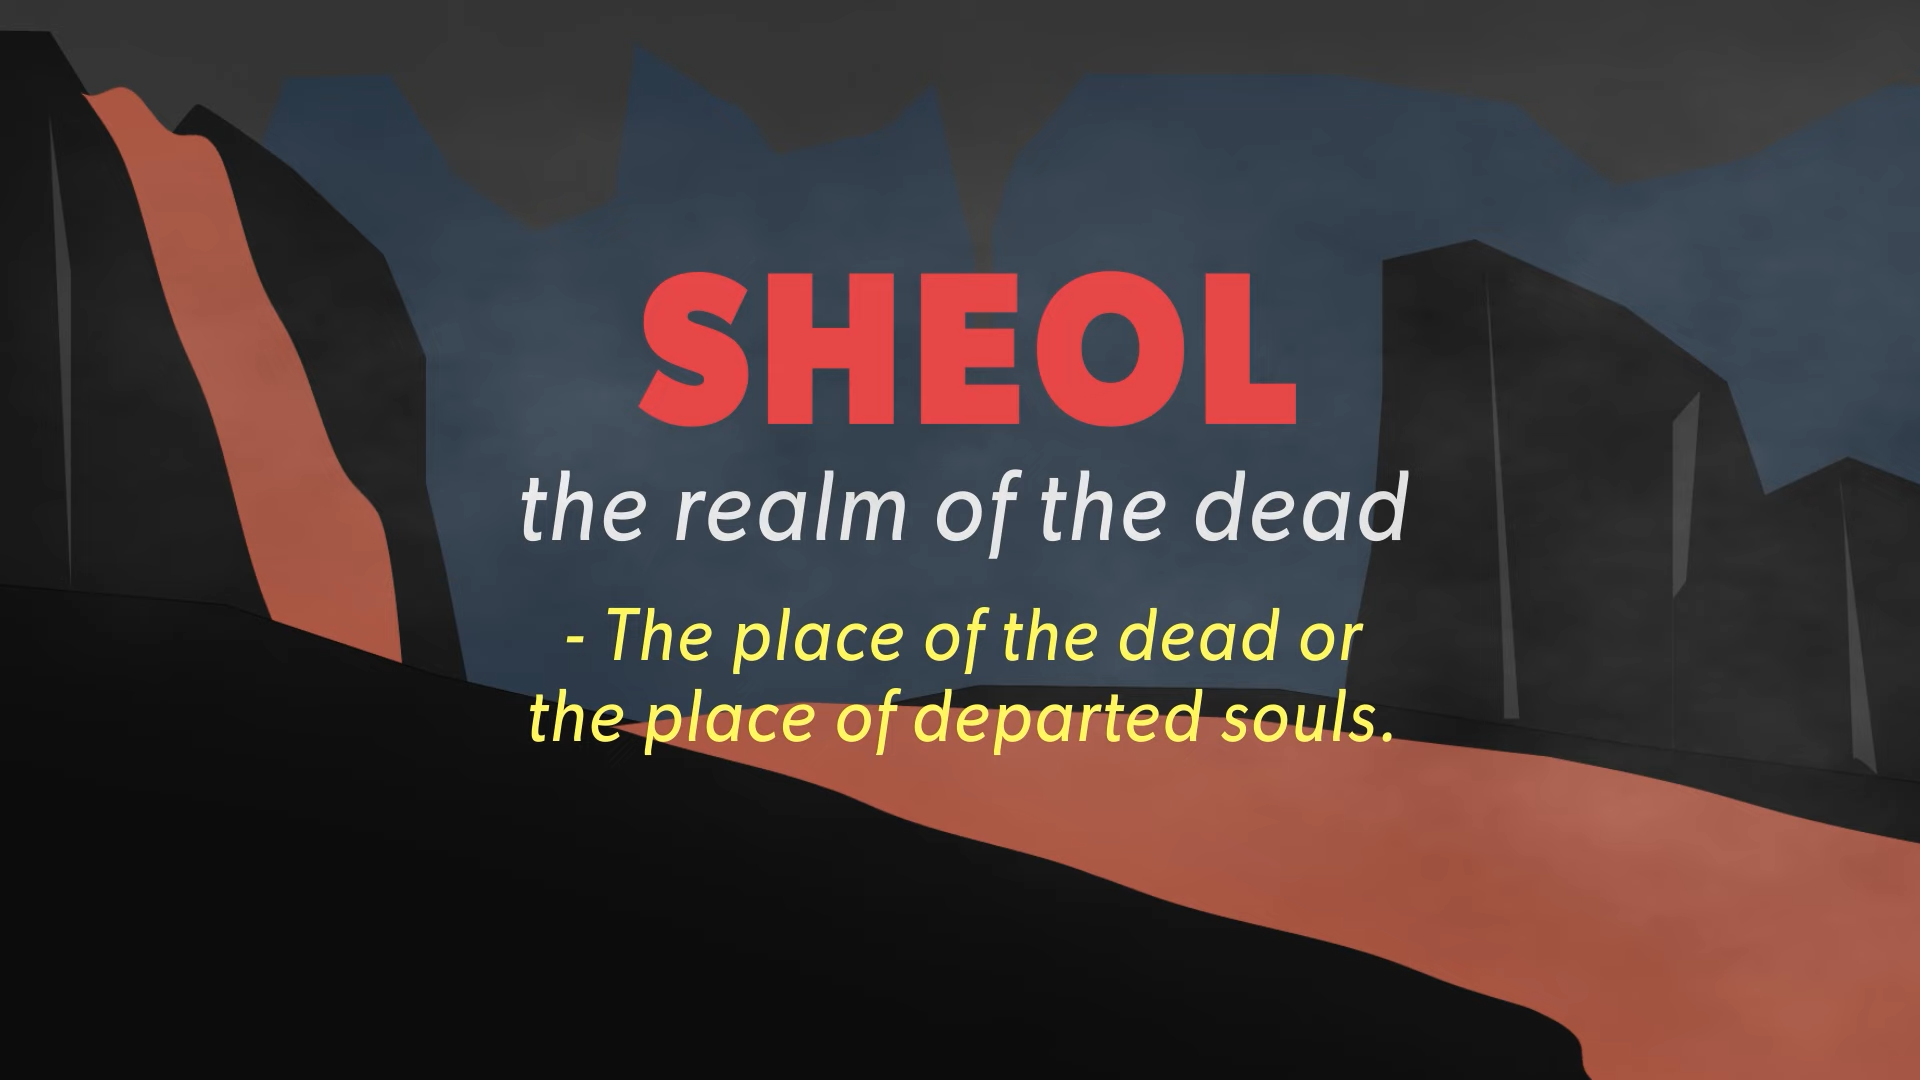 SHEOL
the realm of the dead
- The place of the dead or
the place of departed souls.